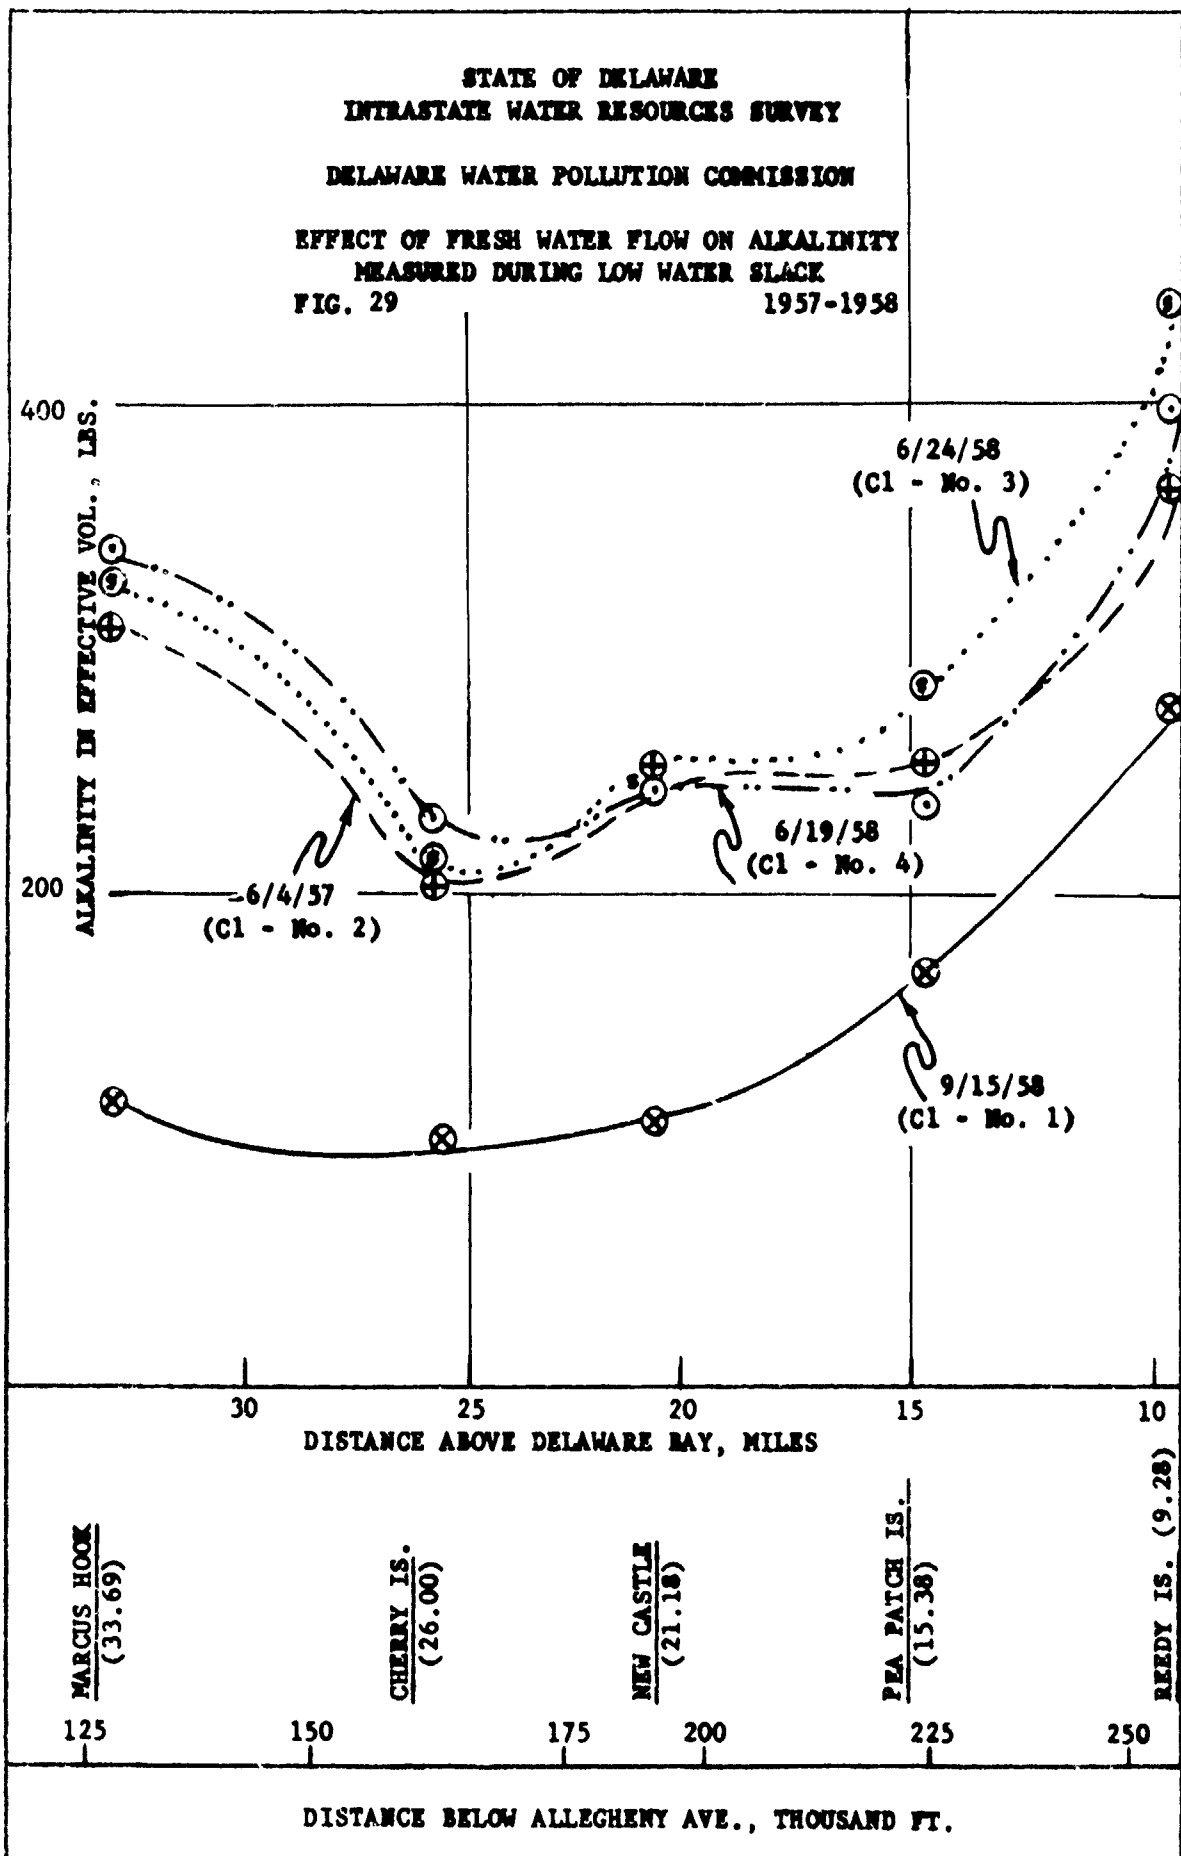 STATE OF DELAWARE
INTRASTATE WATER RESOURCES SURVEY
DELAWARE WATER POLLUTION COMMISSION
EFFECT OF FRESH WATER FLOW ON ALKALINITY
MEASURED DURING LOW WATER SLACK
FIG. 29 1957-1958
400
200
ALKALINITY IN EFFECTIVE VOL., LBS.
6/24/58
(Cl - No. 3)
6/19/58
(Cl - No. 4)
6/4/57
(Cl - No. 2)
9/15/58
(Cl - No. 1)
s
30 25 20 15 10
DISTANCE ABOVE DELAWARE BAY, MILES
MARCUS HOOK
(33.69)
CHERRY IS.
(26.00)
NEW CASTLE
(21.18)
PEA PATCH IS.
(15.38)
REEDY IS. (9.28)
125 150 175 200 225 250
DISTANCE BELOW ALLEGHENY AVE., THOUSAND FT.